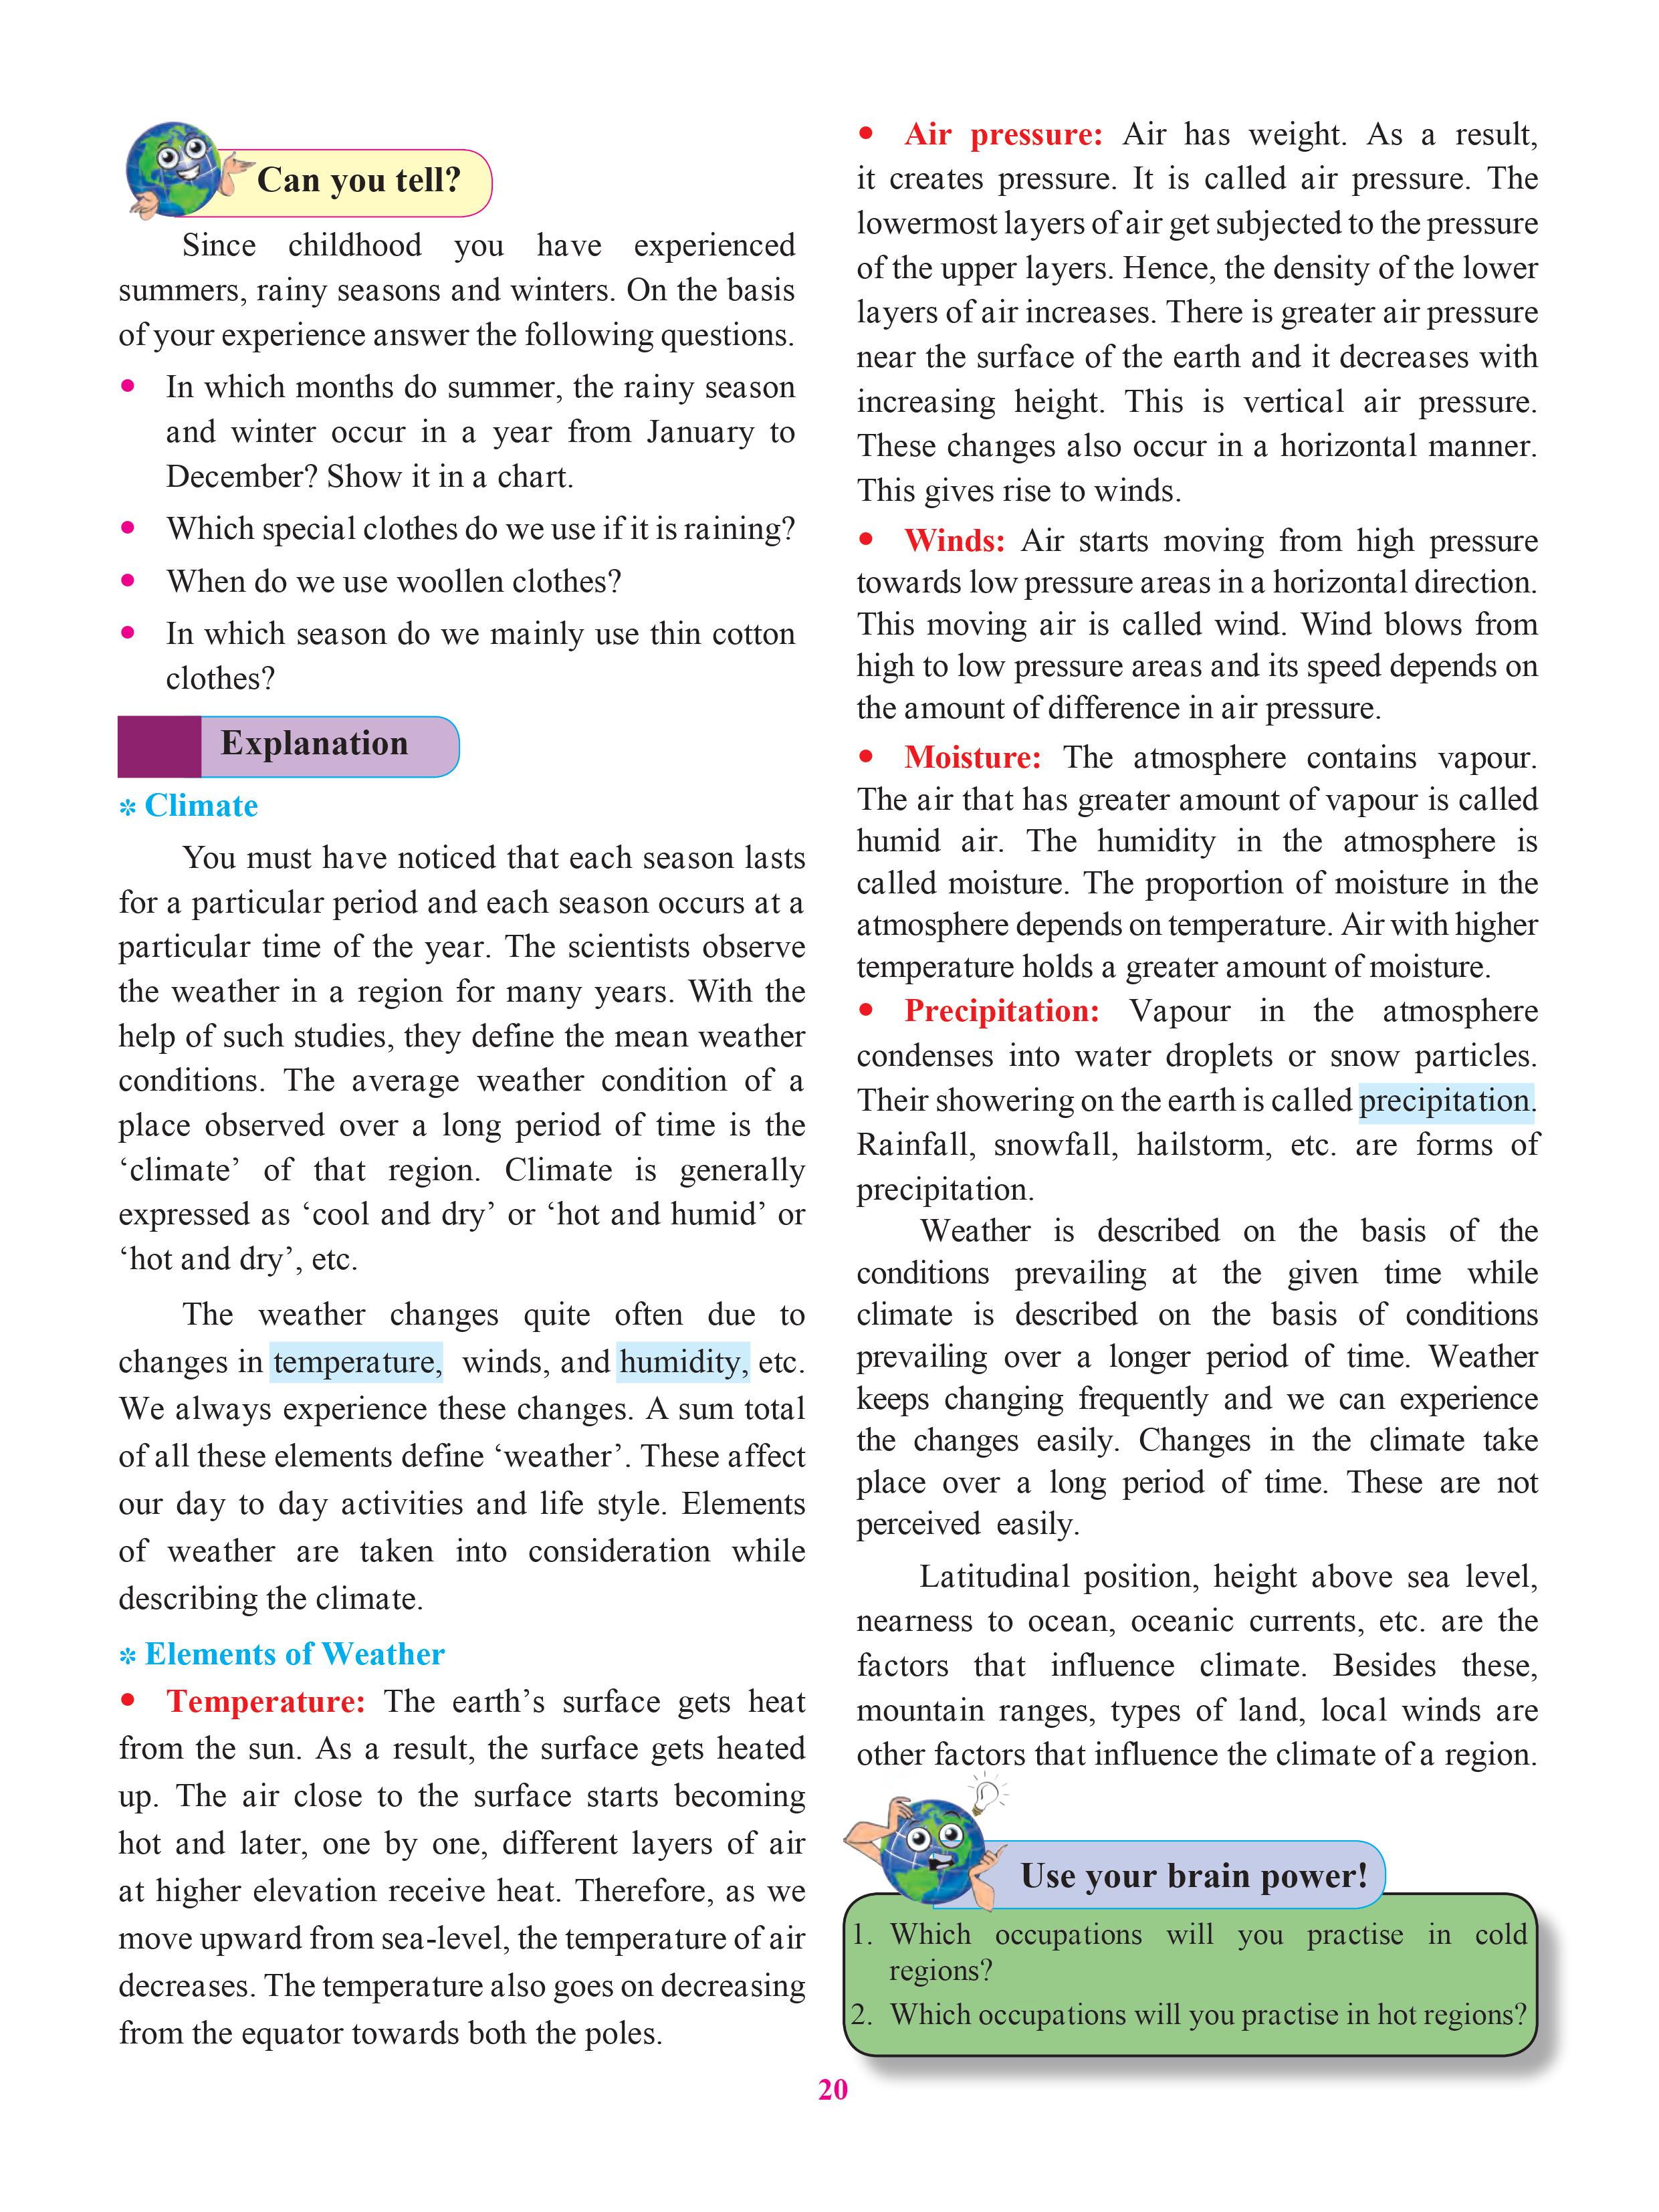 Can you tell?
Since childhood you have experienced
summers, rainy seasons and winters. On the basis
of your experience answer the following questions.
• In which months do summer, the rainy season
and winter occur in a year from January to
December? Show it in a chart.
• Which special clothes do we use if it is raining?
• When do we use woollen clothes?
• In which season do we mainly use thin cotton
clothes?
Explanation
* Climate
You must have noticed that each season lasts
for a particular period and each season occurs at a
particular time of the year. The scientists observe
the weather in a region for many years. With the
help of such studies, they define the mean weather
conditions. The average weather condition of a
place observed over a long period of time is the
‘climate’ of that region. Climate is generally
expressed as ‘cool and dry’ or ‘hot and humid’ or
‘hot and dry’, etc.
The weather changes quite often due to
changes in temperature, winds, and humidity, etc.
We always experience these changes. A sum total
of all these elements define ‘weather’. These affect
our day to day activities and life style. Elements
of weather are taken into consideration while
describing the climate.
* Elements of Weather
• Temperature: The earth’s surface gets heat
from the sun. As a result, the surface gets heated
up. The air close to the surface starts becoming
hot and later, one by one, different layers of air
at higher elevation receive heat. Therefore, as we
move upward from sea-level, the temperature of air
decreases. The temperature also goes on decreasing
from the equator towards both the poles.
• Air pressure: Air has weight. As a result,
it creates pressure. It is called air pressure. The
lowermost layers of air get subjected to the pressure
of the upper layers. Hence, the density of the lower
layers of air increases. There is greater air pressure
near the surface of the earth and it decreases with
increasing height. This is vertical air pressure.
These changes also occur in a horizontal manner.
This gives rise to winds.
• Winds: Air starts moving from high pressure
towards low pressure areas in a horizontal direction.
This moving air is called wind. Wind blows from
high to low pressure areas and its speed depends on
the amount of difference in air pressure.
• Moisture: The atmosphere contains vapour.
The air that has greater amount of vapour is called
humid air. The humidity in the atmosphere is
called moisture. The proportion of moisture in the
atmosphere depends on temperature. Air with higher
temperature holds a greater amount of moisture.
• Precipitation: Vapour in the atmosphere
condenses into water droplets or snow particles.
Their showering on the earth is called precipitation.
Rainfall, snowfall, hailstorm, etc. are forms of
precipitation.
Weather is described on the basis of the
conditions prevailing at the given time while
climate is described on the basis of conditions
prevailing over a longer period of time. Weather
keeps changing frequently and we can experience
the changes easily. Changes in the climate take
place over a long period of time. These are not
perceived easily.
Latitudinal position, height above sea level,
nearness to ocean, oceanic currents, etc. are the
factors that influence climate. Besides these,
mountain ranges, types of land, local winds are
other factors that influence the climate of a region.
Use your brain power!
1. Which occupations will you practise in cold
regions?
2. Which occupations will you practise in hot regions?
20